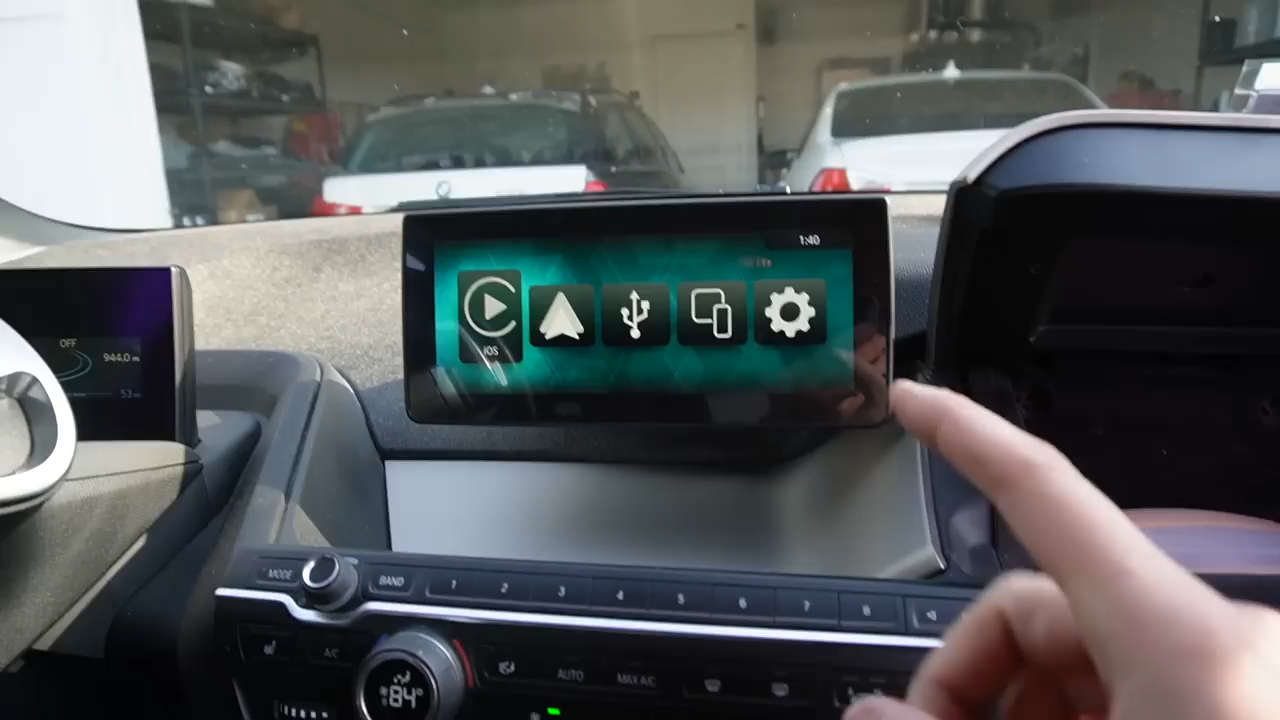 1:40
iOS
OFF
944.0 m
53
MODE
BAND
1 2 3 4 5 6 7 8
A/C
AUTO
MAX A/C
84°